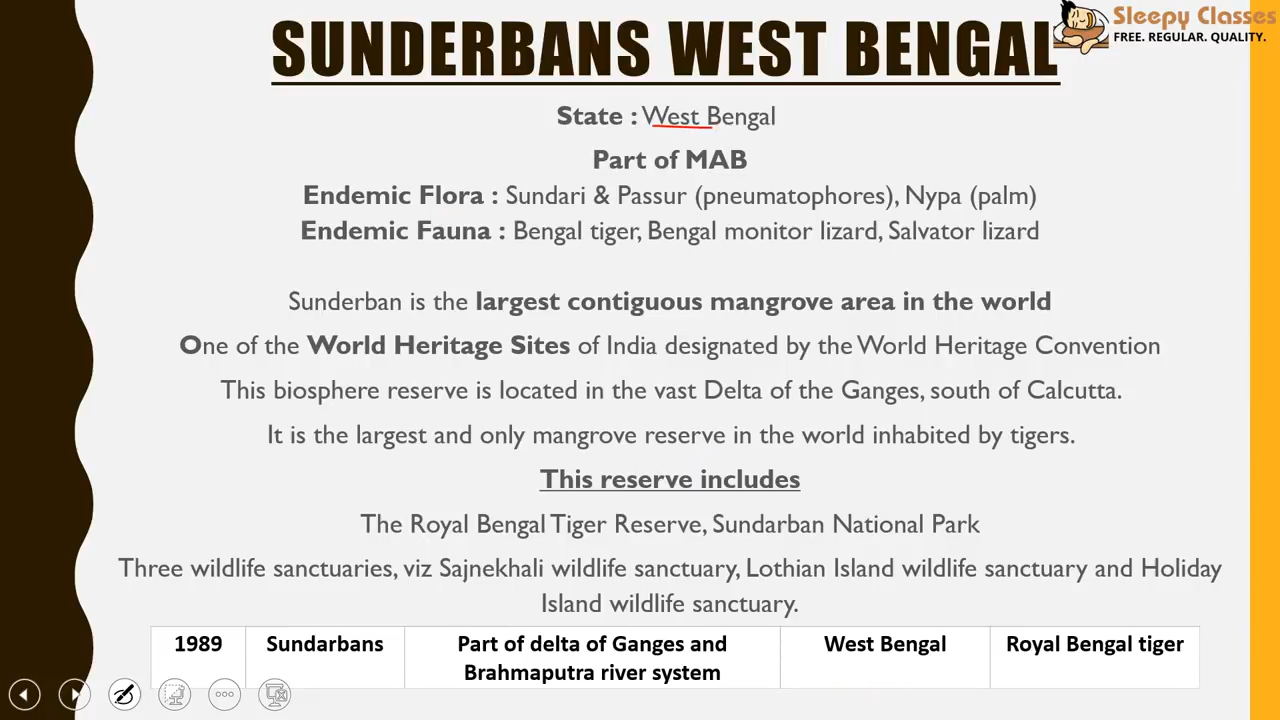 SUNDERBANS WEST BENGAL
Sleepy Classes
FREE. REGULAR. QUALITY.
State : West Bengal
Part of MAB
Endemic Flora : Sundari & Passur (pneumatophores), Nypa (palm)
Endemic Fauna : Bengal tiger, Bengal monitor lizard, Salvator lizard
Sunderban is the largest contiguous mangrove area in the world
One of the World Heritage Sites of India designated by the World Heritage Convention
This biosphere reserve is located in the vast Delta of the Ganges, south of Calcutta.
It is the largest and only mangrove reserve in the world inhabited by tigers.
This reserve includes
The Royal Bengal Tiger Reserve, Sundarban National Park
Three wildlife sanctuaries, viz Sajnekhali wildlife sanctuary, Lothian Island wildlife sanctuary and Holiday
Island wildlife sanctuary.
1989 Sundarbans Part of delta of Ganges and West Bengal Royal Bengal tiger
Brahmaputra river system